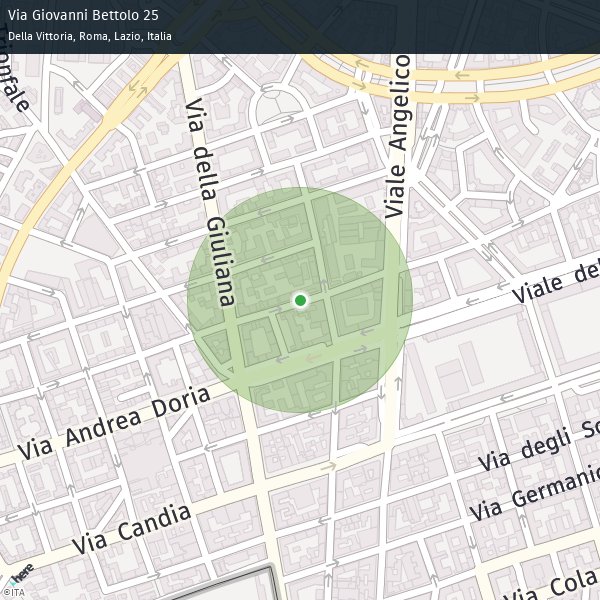 Via Giovanni Bettolo 25
Della Vittoria, Roma, Lazio, Italia
Trionfale
Via della Giuliana
Viale Angelico
Viale del
Via Andrea Doria
Via degli Sc
Via Candia
Via Germanic
Via Cola
here
©ITA